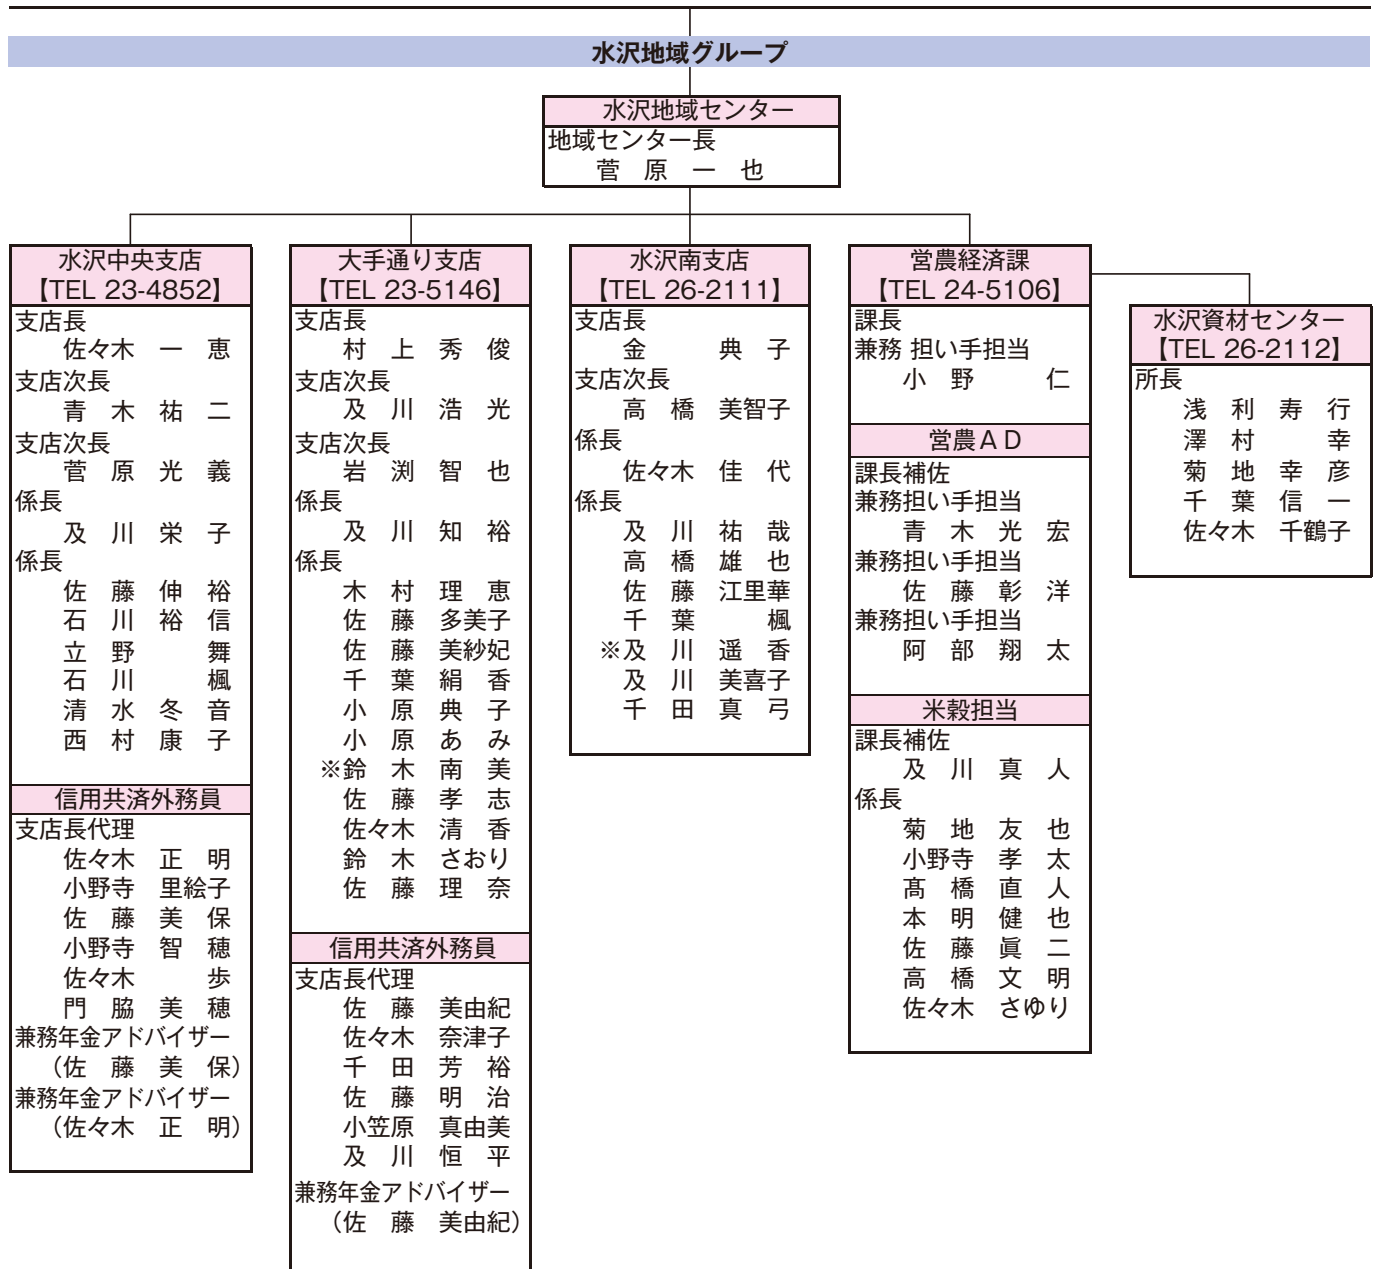 水沢地域グループ
水沢地域センター
地域センター長
菅原一也
水沢中央支店
【TEL 23-4852】
支店長
佐々木一恵
支店次長
青木祐二
支店次長
菅原光義
係長
及川栄子
係長
佐藤伸裕
石川裕信
立野舞
石川楓
清水冬音
西村康子
信用共済外務員
支店長代理
佐々木正明
小野寺里絵子
佐藤美保
小野寺智穂
佐々木歩
門脇美穂
兼務年金アドバイザー
（佐藤美保）
兼務年金アドバイザー
（佐々木正明）
大手通り支店
【TEL 23-5146】
支店長
村上秀俊
支店次長
及川浩光
支店次長
岩渕智也
係長
及川知裕
係長
木村理恵
佐藤多美子
佐藤美紗妃
千葉絹香
小原典子
小原あみ
※鈴木南美
佐藤孝志
佐々木清香
鈴木さおり
佐藤理奈
信用共済外務員
支店長代理
佐藤美由紀
佐々木奈津子
千田芳裕
佐藤明治
小笠原真由美
及川恒平
兼務年金アドバイザー
（佐藤美由紀）
水沢南支店
【TEL 26-2111】
支店長
金典子
支店次長
高橋美智子
係長
佐々木佳代
係長
及川祐哉
高橋雄也
佐藤江里華
千葉楓
※及川遥香
及川美喜子
千田真弓
営農経済課
【TEL 24-5106】
課長
兼務 担い手担当
小野仁
営農ＡＤ
課長補佐
兼務担い手担当
青木光宏
兼務担い手担当
佐藤彰洋
兼務担い手担当
阿部翔太
米穀担当
課長補佐
及川真人
係長
菊地友也
小野寺孝太
髙橋直人
本明健也
佐藤眞二
高橋文明
佐々木さゆり
水沢資材センター
【TEL 26-2112】
所長
浅利寿行
澤村幸
菊地幸彦
千葉信一
佐々木千鶴子